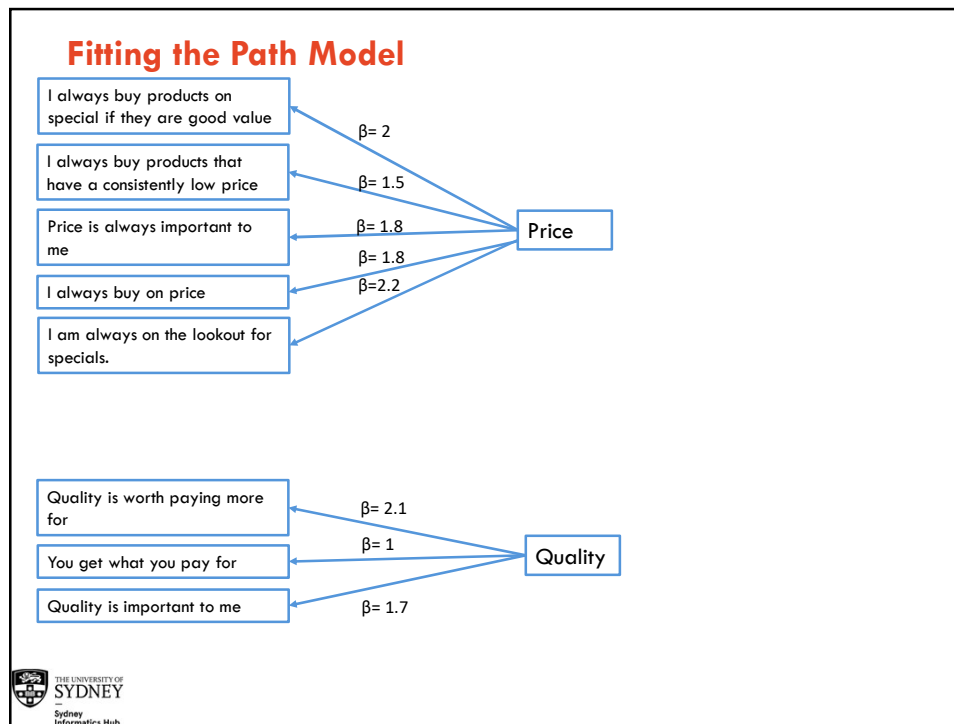 Fitting the Path Model
I always buy products on
special if they are good value
β= 2
I always buy products that
have a consistently low price
β= 1.5
Price is always important to
me
β= 1.8
Price
β= 1.8
I always buy on price
β=2.2
I am always on the lookout for
specials.
Quality is worth paying more
for
β= 2.1
You get what you pay for
β= 1
Quality
Quality is important to me
β= 1.7
THE UNIVERSITY OF
SYDNEY
—
Sydney
Informatics Hub